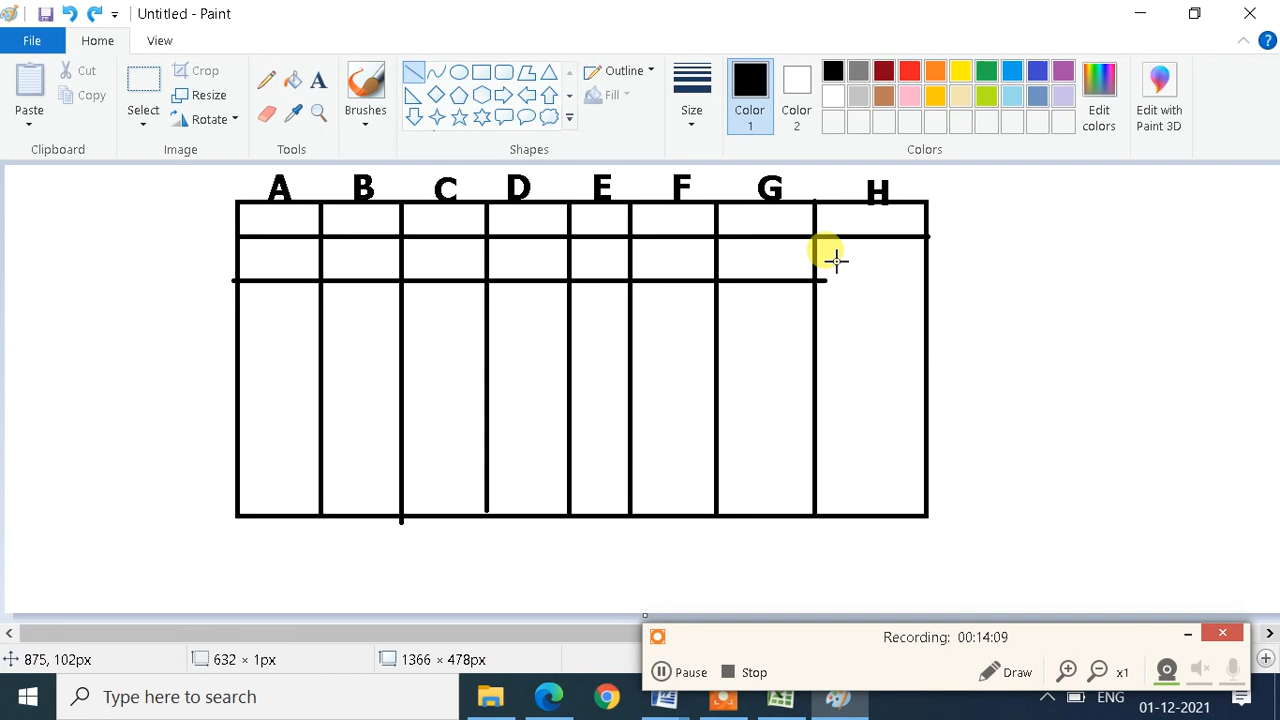 Untitled - Paint
File Home View
Paste
Cut
Copy
Clipboard
Select
Crop
Resize
Rotate
Image
Tools
Brushes
Shapes
Outline
Fill
Size
Color 1
Color 2
Edit colors
Colors
Edit with Paint 3D
A B C D E F G H
Recording: 00:14:09
Pause Stop Draw x1
875, 102px 632 × 1px 1366 × 478px
Type here to search
ENG
01-12-2021